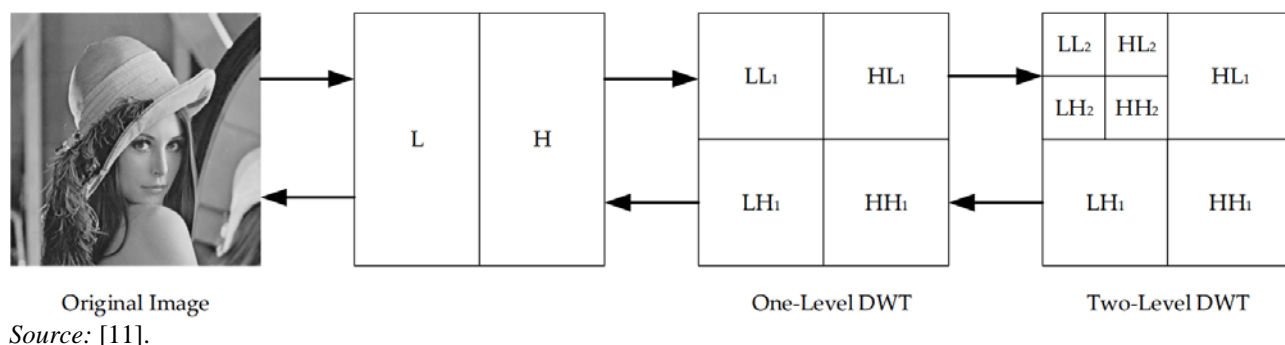 L H
LL₁ HL₁
LH₁ HH₁
LL₂ HL₂ HL₁
LH₂ HH₂
LH₁ HH₁
Original Image One-Level DWT Two-Level DWT
Source: [11].